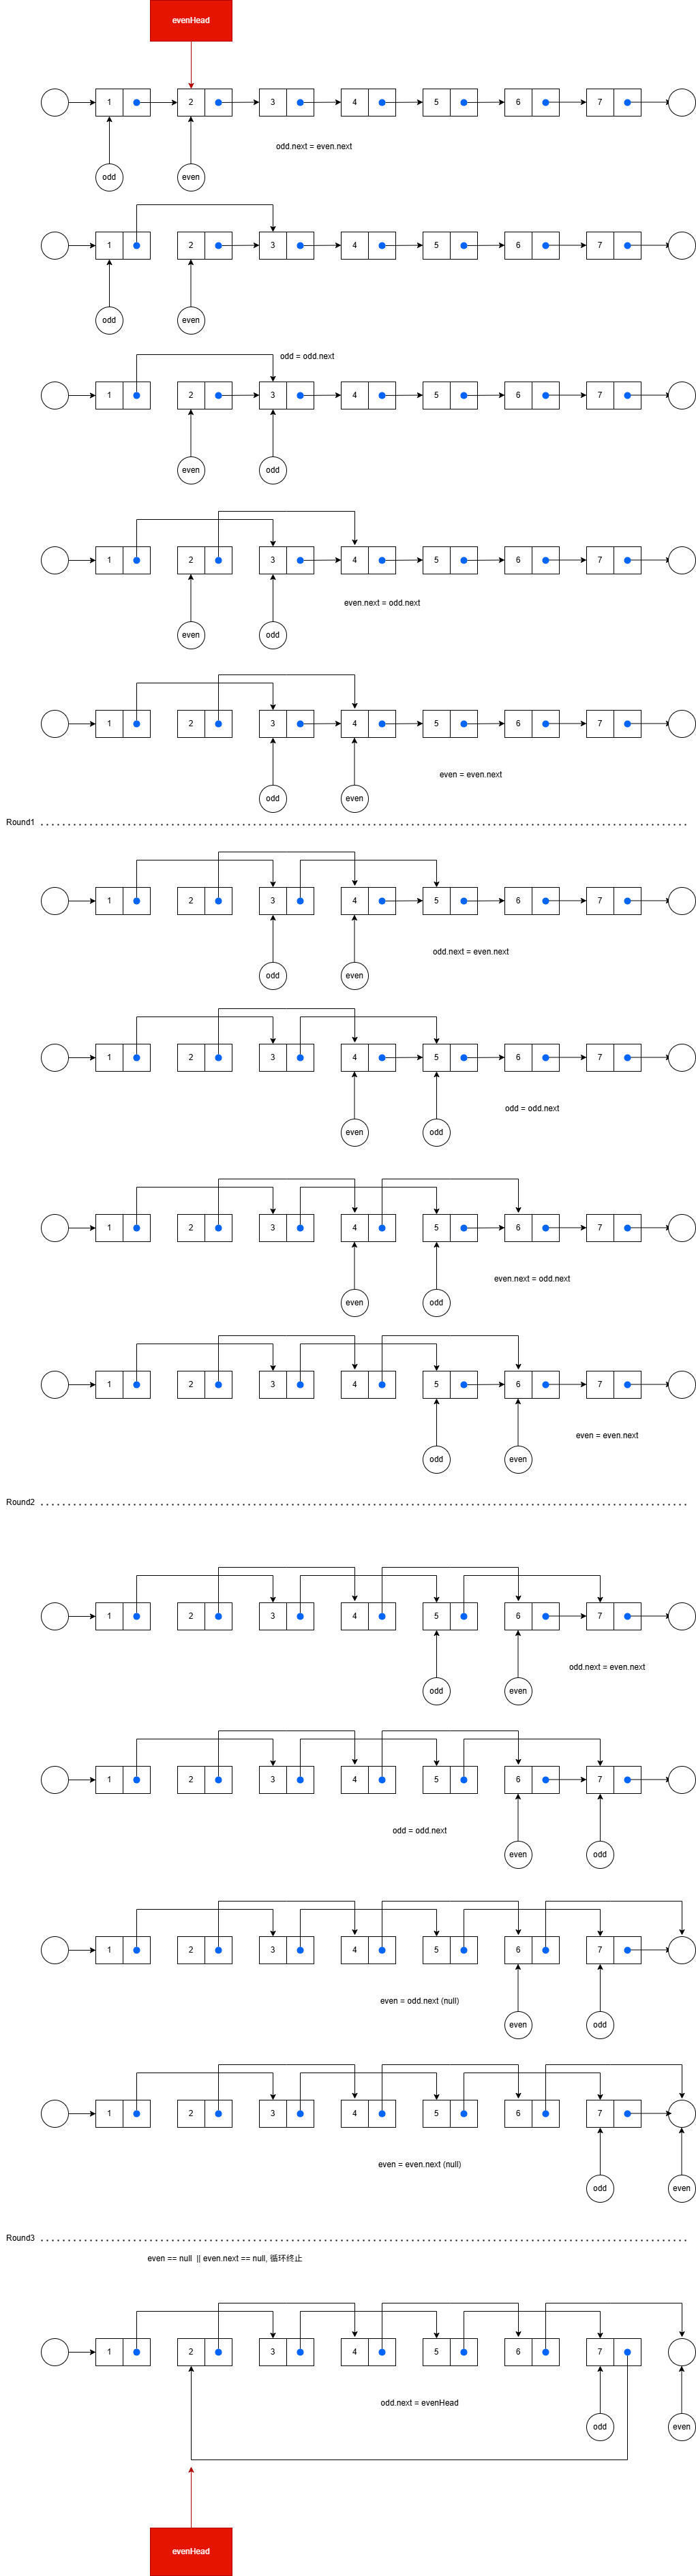 evenHead
1 2 3 4 5 6 7
odd.next = even.next
odd even
1 2 3 4 5 6 7
odd even
odd = odd.next
1 2 3 4 5 6 7
even odd
1 2 3 4 5 6 7
even.next = odd.next
even odd
1 2 3 4 5 6 7
even = even.next
odd even
Round1
1 2 3 4 5 6 7
odd.next = even.next
odd even
1 2 3 4 5 6 7
odd = odd.next
even odd
1 2 3 4 5 6 7
even.next = odd.next
even odd
1 2 3 4 5 6 7
even = even.next
odd even
Round2
1 2 3 4 5 6 7
odd.next = even.next
odd even
1 2 3 4 5 6 7
odd = odd.next
even odd
1 2 3 4 5 6 7
even = odd.next (null)
even odd
1 2 3 4 5 6 7
even = even.next (null)
odd even
Round3
even == null || even.next == null, 循环终止
1 2 3 4 5 6 7
odd.next = evenHead
odd even
evenHead